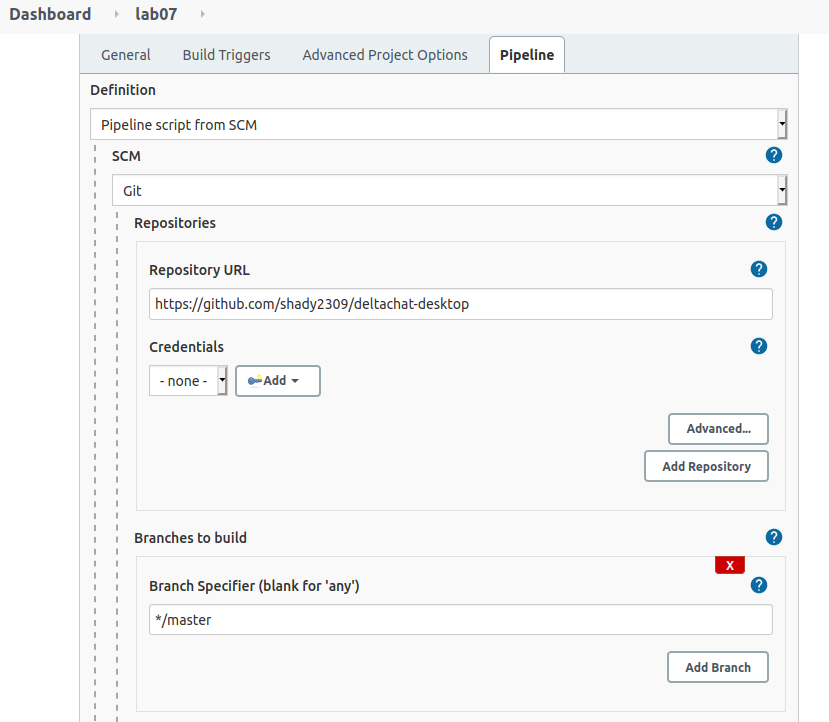 Dashboard lab07
General Build Triggers Advanced Project Options Pipeline
Definition
Pipeline script from SCM
SCM
?
Git
Repositories
?
Repository URL
?
https://github.com/shady2309/deltachat-desktop
Credentials
?
- none - Add
Advanced...
Add Repository
Branches to build
?
X
Branch Specifier (blank for 'any')
?
*/master
Add Branch